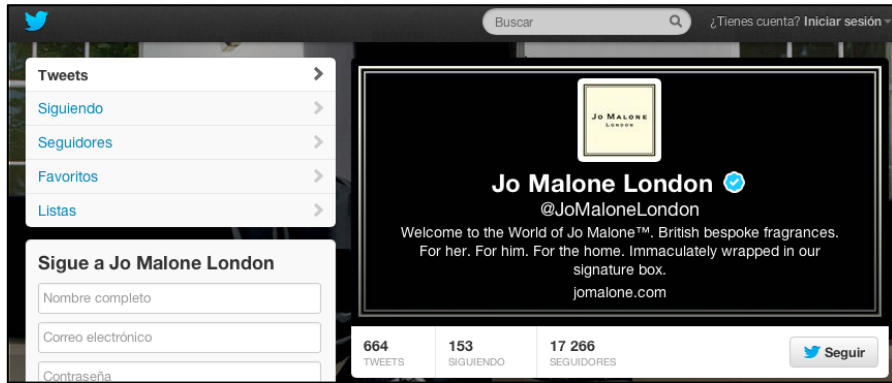 Buscar
¿Tienes cuenta? Iniciar sesión
Tweets
Siguiendo
Seguidores
Favoritos
Listas
Sigue a Jo Malone London
Nombre completo
Correo electrónico
Contraseña
JO MALONE
LONDON
Jo Malone London
@JoMaloneLondon
Welcome to the World of Jo Malone™. British bespoke fragrances.
For her. For him. For the home. Immaculately wrapped in our
signature box.
jomalone.com
664
TWEETS
153
SIGUIENDO
17 266
SEGUIDORES
Seguir